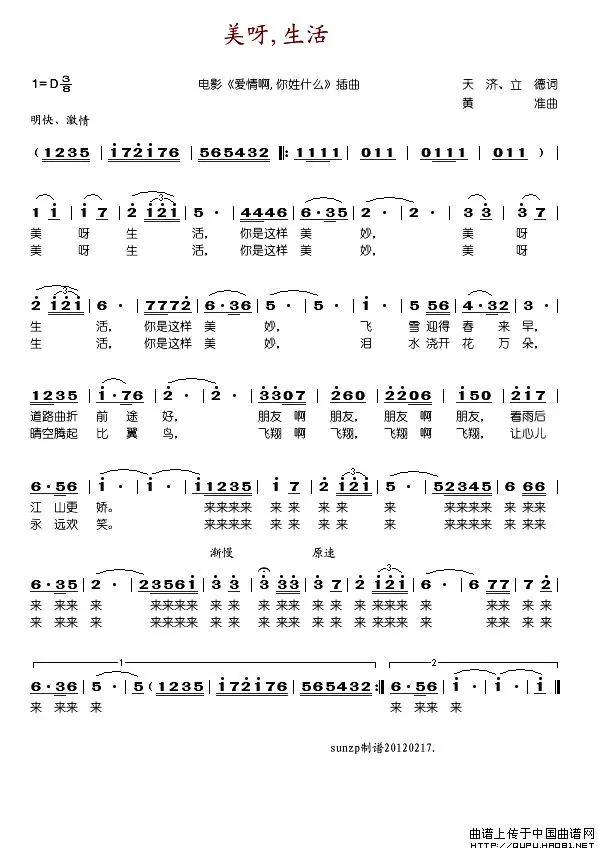 美呀,生活
1=D 3/8 电影《爱情啊,你姓什么》插曲 天 济、立 德词
黄 准曲
明快、激情
( 1235 | i72i76 | 565432 ‖: 1111 | 011 | 0111 | 011 ) |
1 i | i 7 | 2 i2i | 5 · | 4446 | 6·35 | 2 · | 2 · | 3 3 | 3 7 |
美 呀 生 活, 你是这样 美 妙, 美 呀
美 呀 生 活, 你是这样 美 妙, 美 呀
2 i2i | 6 · | 7772 | 6·36 | 5 · | 5 · | i · | 5 56 | 4·32 | 3 · |
生 活, 你是这样 美 妙, 飞 雪 迎得 春 来 早,
生 活, 你是这样 美 妙, 泪 水 浇开 花 万 朵,
1235 | i·76 | 2 · | 2 · | 3307 | 260 | 2206 | i50 | 2i7 |
道路曲折 前 途 好, 朋友 啊 朋友, 朋友 啊 朋友, 看雨后
晴空腾起 比 翼 鸟, 飞翔 啊 飞翔, 飞翔 啊 飞翔, 让心儿
6·56 | i · | i · | i1235 | i 7 | 2 i2i | 5 · | 52345 | 6 66 |
江 山更 娇。 来来来来 来 来 来 来 来 来来来来 来 来来
永 远欢 笑。 来来来来 来 来 来 来 来 来来来来 来 来来
渐慢 原速
6·35 | 2 · | 2356i | 3 3 | 3 33 | 3 7 | 2 i2i | 6 · | 6 77 | 7 2 |
来 来来 来 来来来来 来 来 来 来来 来 来 来 来 来 来来 来 来
来 来来 来 来来来来 来 来 来 来来 来 来 来 来 来 来来 来 来
1 2
6·36 | 5 · | 5 ( 1235 | i72i76 | 565432 :‖ 6·56 | i · | i · | i ‖
来 来来 来 来 来来 来
来 来来 来 来 来来 来
sunzp制谱20120217.
曲谱上传于中国曲谱网
HTTP://QUPU.HAO81.NET